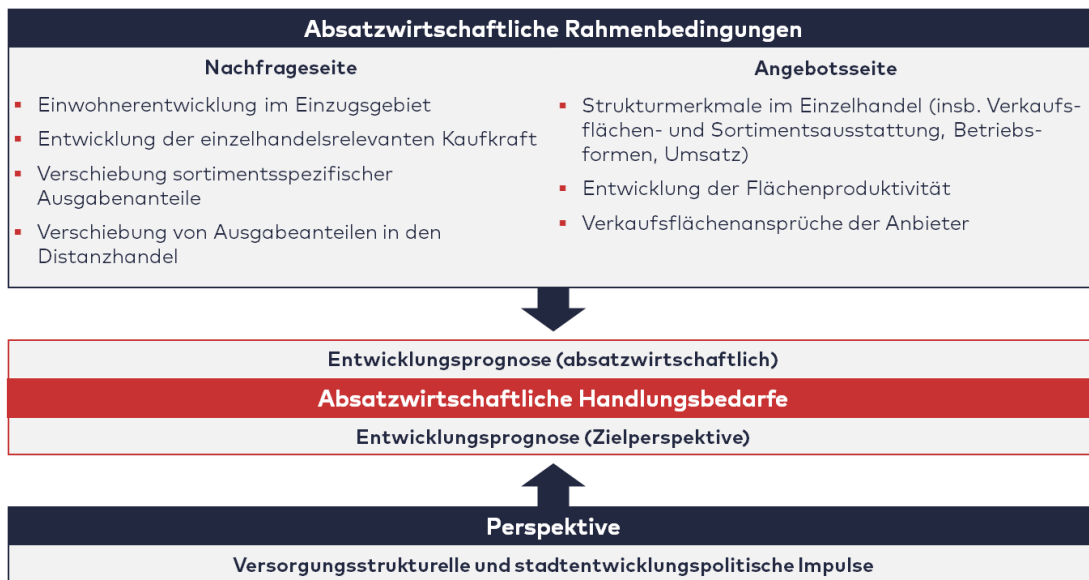 Absatzwirtschaftliche Rahmenbedingungen
Nachfrageseite
Einwohnerentwicklung im Einzugsgebiet
Entwicklung der einzelhandelsrelevanten Kaufkraft
Verschiebung sortimentsspezifischer
Ausgabenanteile
Verschiebung von Ausgabeanteilen in den
Distanzhandel
Angebotsseite
Strukturmerkmale im Einzelhandel (insb. Verkaufs-
flächen- und Sortimentsausstattung, Betriebs-
formen, Umsatz)
Entwicklung der Flächenproduktivität
Verkaufsflächenansprüche der Anbieter
Entwicklungsprognose (absatzwirtschaftlich)
Absatzwirtschaftliche Handlungsbedarfe
Entwicklungsprognose (Zielperspektive)
Perspektive
Versorgungsstrukturelle und stadtentwicklungspolitische Impulse